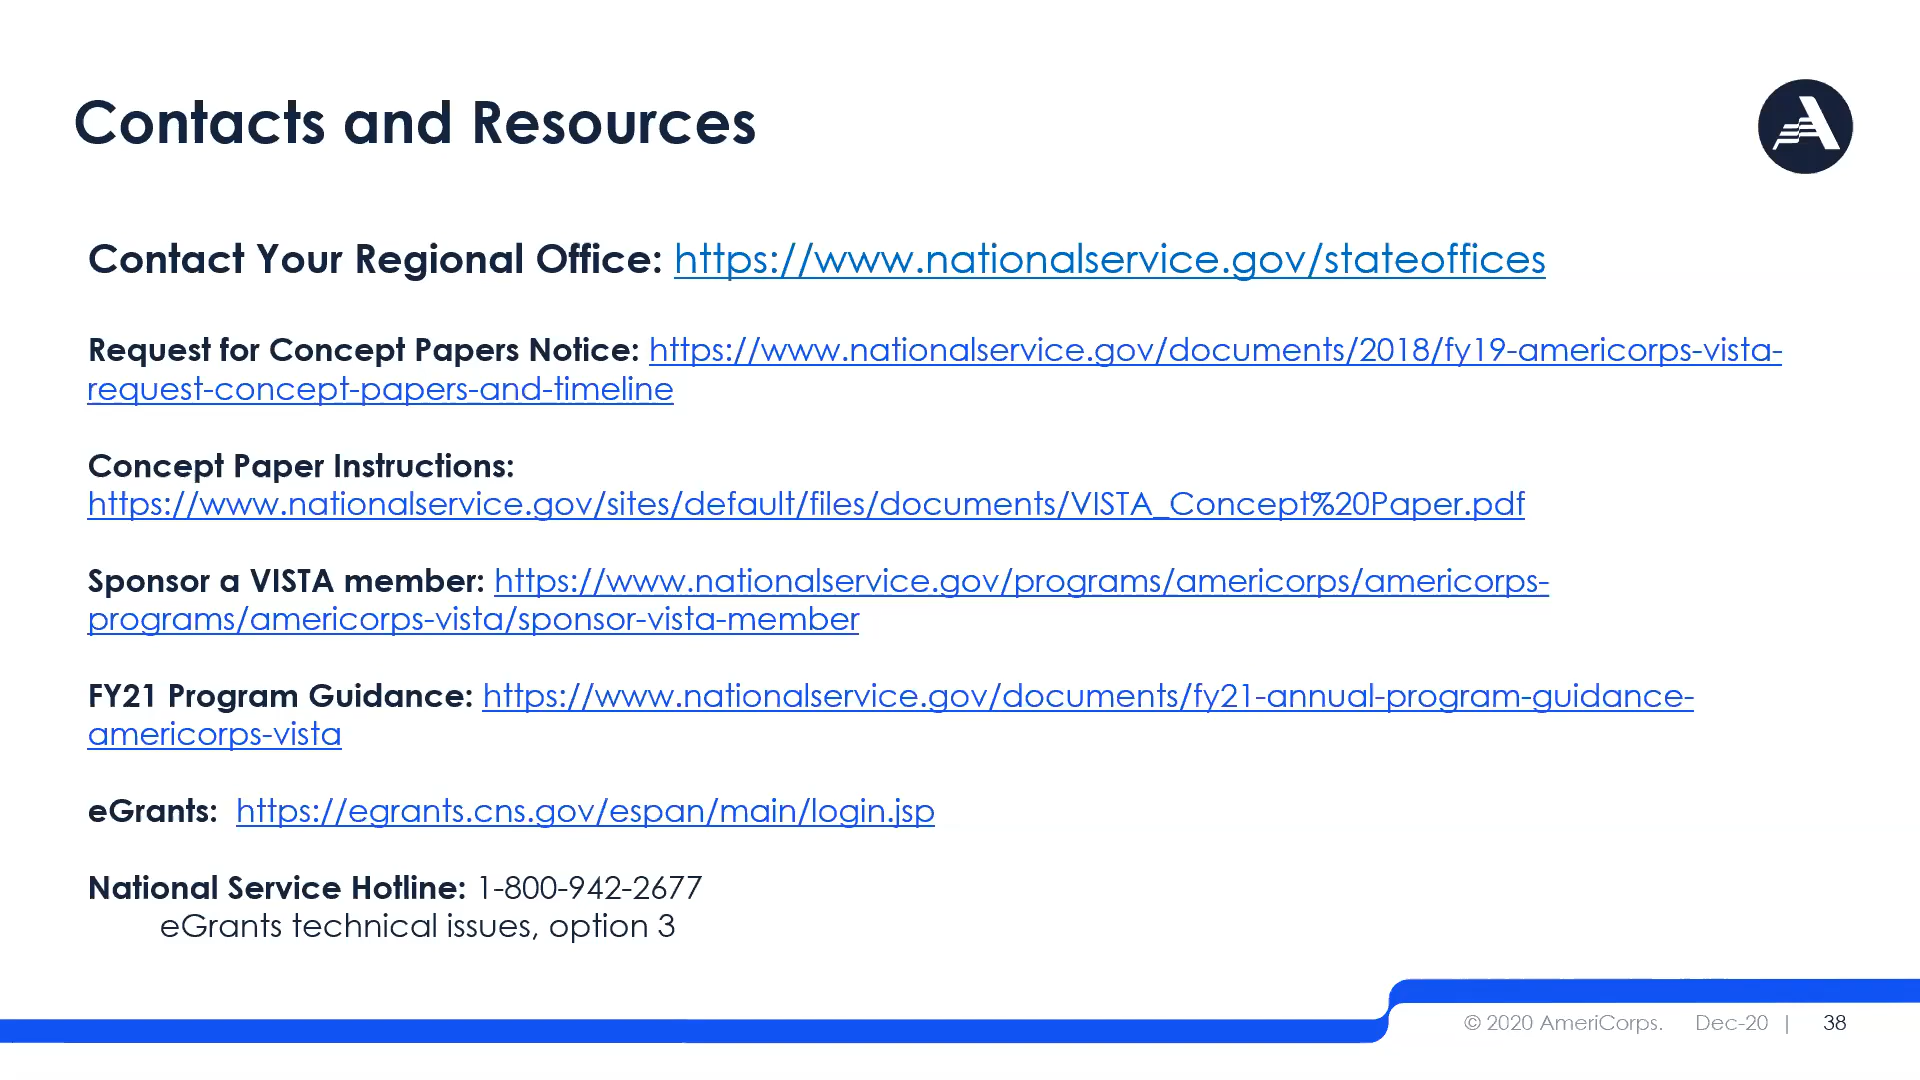 Contacts and Resources
Contact Your Regional Office: https://www.nationalservice.gov/stateoffices
Request for Concept Papers Notice: https://www.nationalservice.gov/documents/2018/fy19-americorps-vista-
request-concept-papers-and-timeline
Concept Paper Instructions:
https://www.nationalservice.gov/sites/default/files/documents/VISTA_Concept%20Paper.pdf
Sponsor a VISTA member: https://www.nationalservice.gov/programs/americorps/americorps-
programs/americorps-vista/sponsor-vista-member
FY21 Program Guidance: https://www.nationalservice.gov/documents/fy21-annual-program-guidance-
americorps-vista
eGrants: https://egrants.cns.gov/espan/main/login.jsp
National Service Hotline: 1-800-942-2677
eGrants technical issues, option 3
© 2020 AmeriCorps. Dec-20 | 38